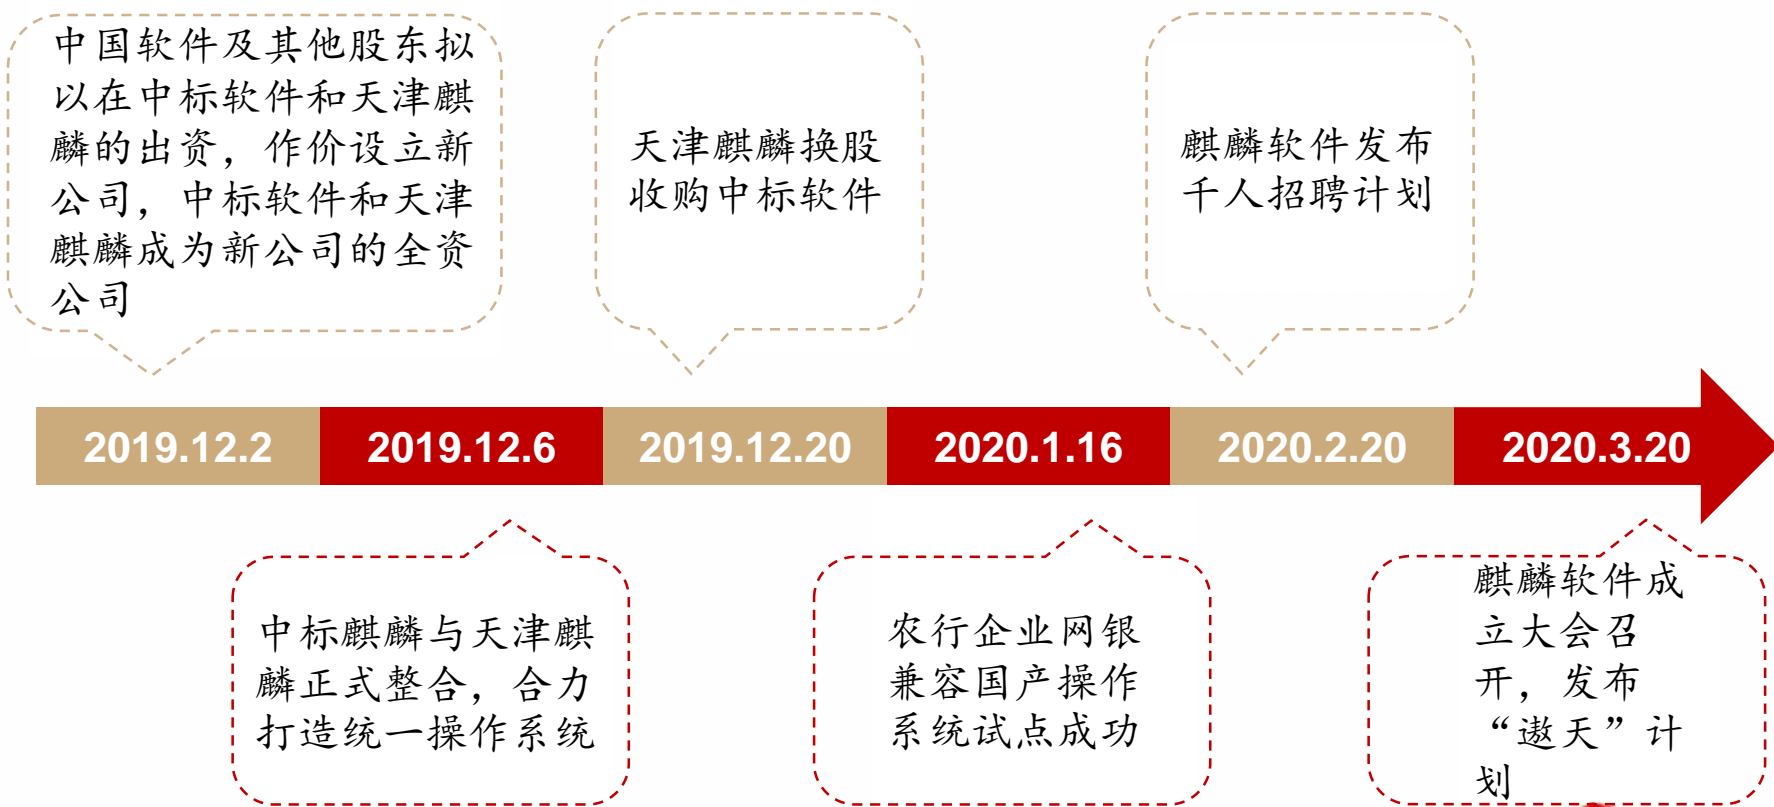 中国软件及其他股东拟
以在中标软件和天津麒
麟的出资，作价设立新
公司，中标软件和天津
麒麟成为新公司的全资
公司
天津麒麟换股
收购中标软件
麒麟软件发布
千人招聘计划
2019.12.2
2019.12.6
2019.12.20
2020.1.16
2020.2.20
2020.3.20
中标麒麟与天津麒
麟正式整合，合力
打造统一操作系统
农行企业网银
兼容国产操作
系统试点成功
麒麟软件成
立大会召
开，发布
“遨天”计
划